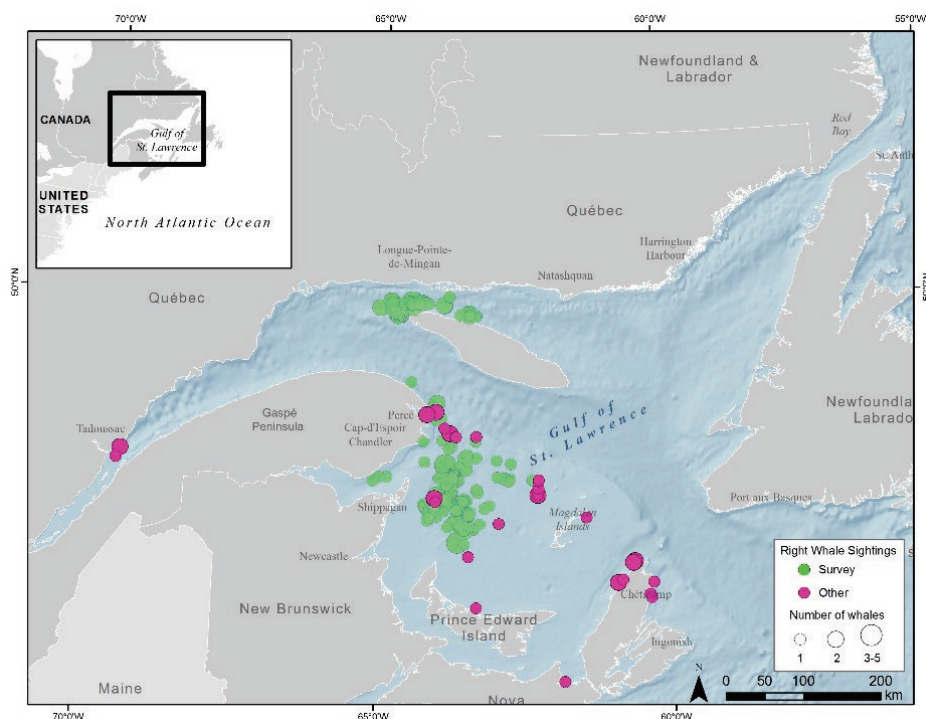 70°0'W
65°0'W
60°0'W
55°0'W
CANADA
Gulf of
St. Lawrence
UNITED
STATES
North Atlantic Ocean
Newfoundland &
Labrador
Red
Bay
St. Anth
Québec
Longue-Pointe-
de-Mingan
Harrington
Harbour
Natashquan
50°0'N
50°0'N
Québec
Gulf of
St. Lawrence
Gaspé
Peninsula
Percé
Cap-d'Espoir
Chandler
Tadoussac
Newfoundla
Labrado
Port aux Basques
Shippagan
Magdalen
Islands
Newcastle
New Brunswick
Prince Edward
Island
Chéticamp
Ingonish
Maine
Nova
Right Whale Sightings
Survey
Other
Number of whales
1
2
3-5
N
0
50
100
200
km
70°0'W
65°0'W
60°0'W